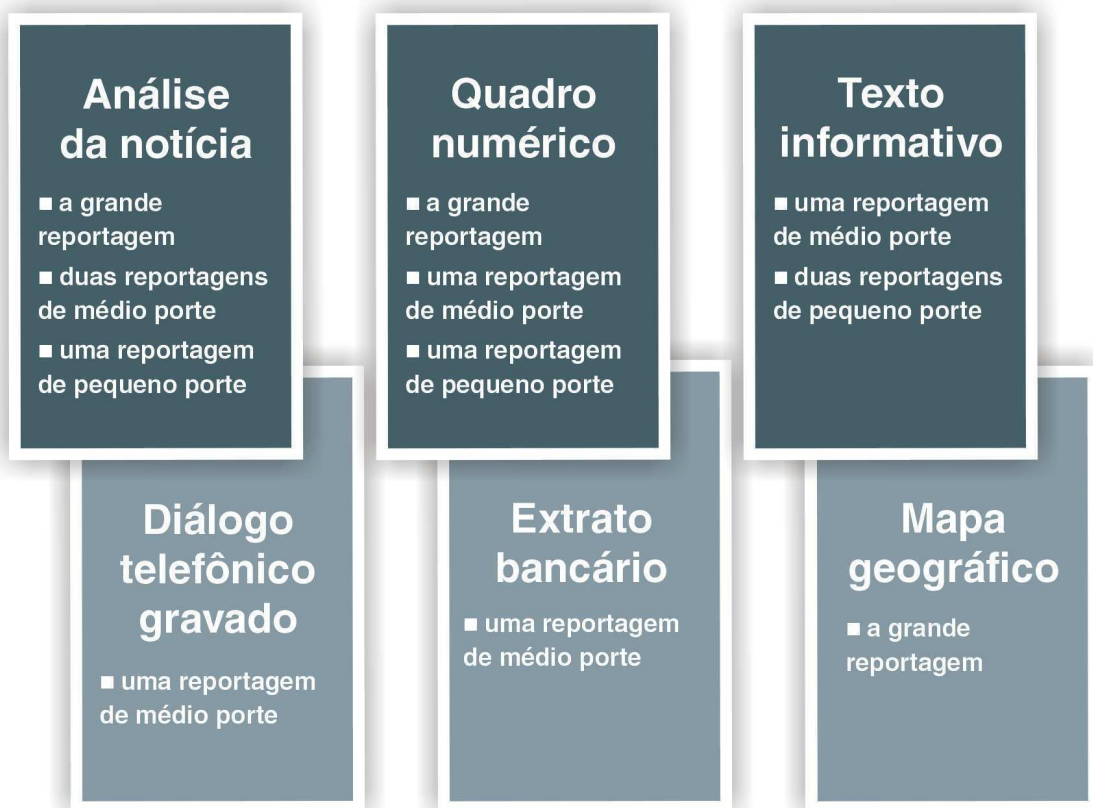 Análise
da notícia
■ a grande
reportagem
■ duas reportagens
de médio porte
■ uma reportagem
de pequeno porte
Quadro
numérico
■ a grande
reportagem
■ uma reportagem
de médio porte
■ uma reportagem
de pequeno porte
Texto
informativo
■ uma reportagem
de médio porte
■ duas reportagens
de pequeno porte
Diálogo
telefônico
gravado
■ uma reportagem
de médio porte
Extrato
bancário
■ uma reportagem
de médio porte
Mapa
geográfico
■ a grande
reportagem